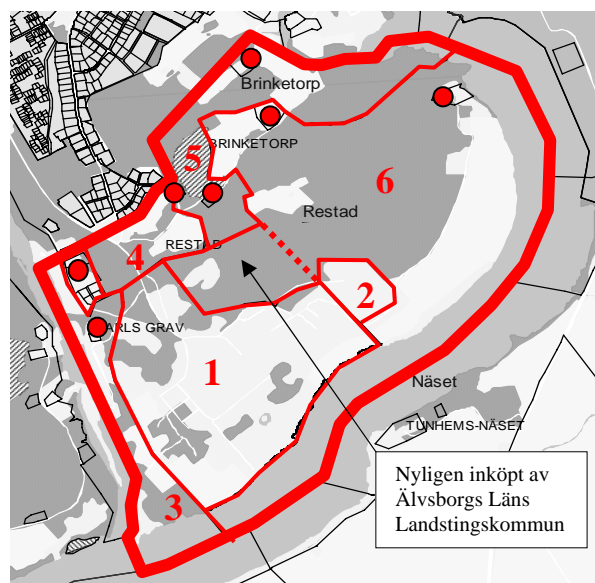 Brinketorp
BRINKETORP
5
6
Restad
RESTAD
4
2
ARLS GRAV
1
Näset
TUNHEMS-NÄSET
3
Nyligen inköpt av
Älvsborgs Läns
Landstingskommun